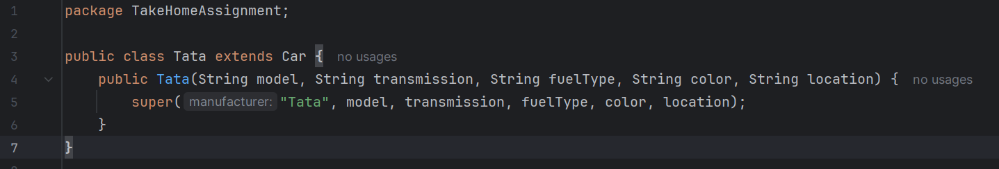 1 package TakeHomeAssignment;
2
3 public class Tata extends Car { no usages
4 public Tata(String model, String transmission, String fuelType, String color, String location) { no usages
5 super( manufacturer: "Tata", model, transmission, fuelType, color, location);
6 }
7 }